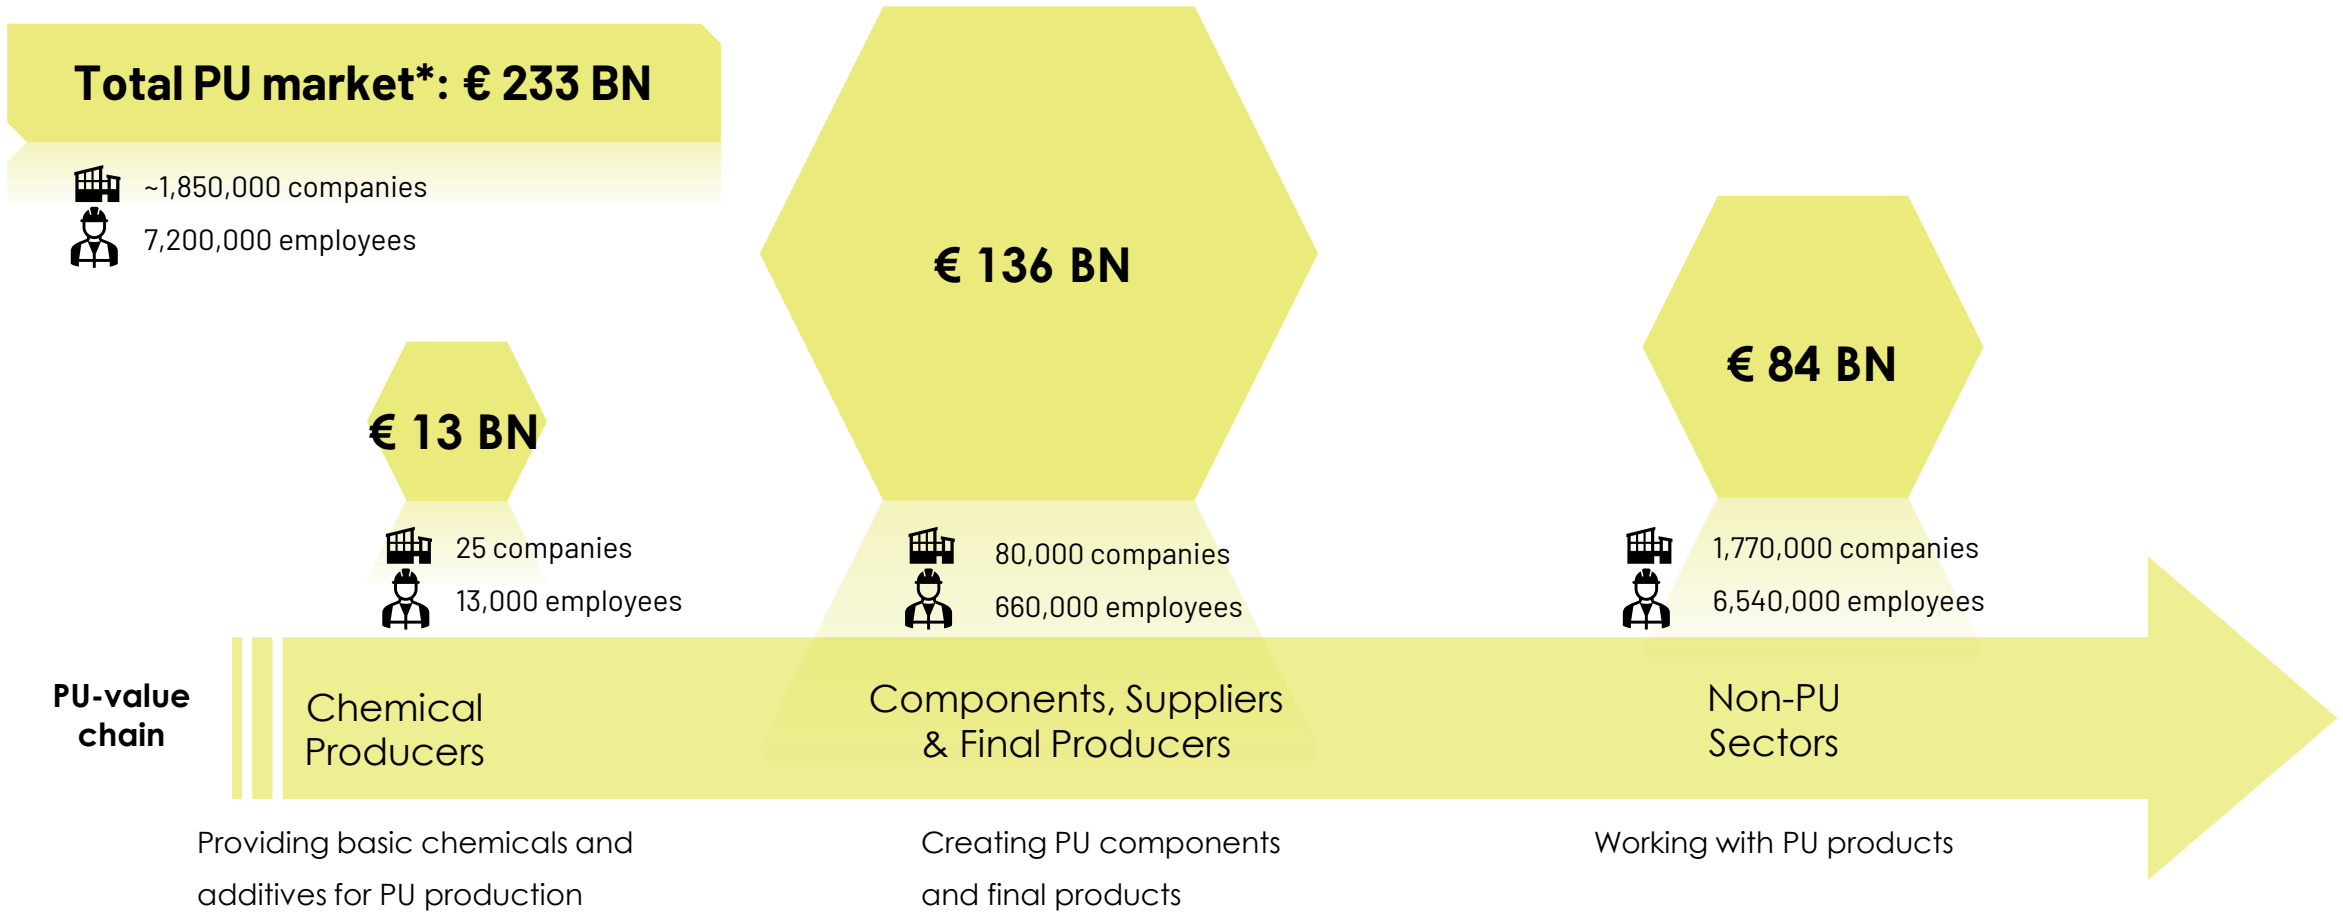 Total PU market*: € 233 BN
~1,850,000 companies
7,200,000 employees
€ 13 BN
25 companies
13,000 employees
€ 136 BN
80,000 companies
660,000 employees
€ 84 BN
1,770,000 companies
6,540,000 employees
PU-value
chain
Chemical
Producers
Components, Suppliers
& Final Producers
Non-PU
Sectors
Providing basic chemicals and
additives for PU production
Creating PU components
and final products
Working with PU products